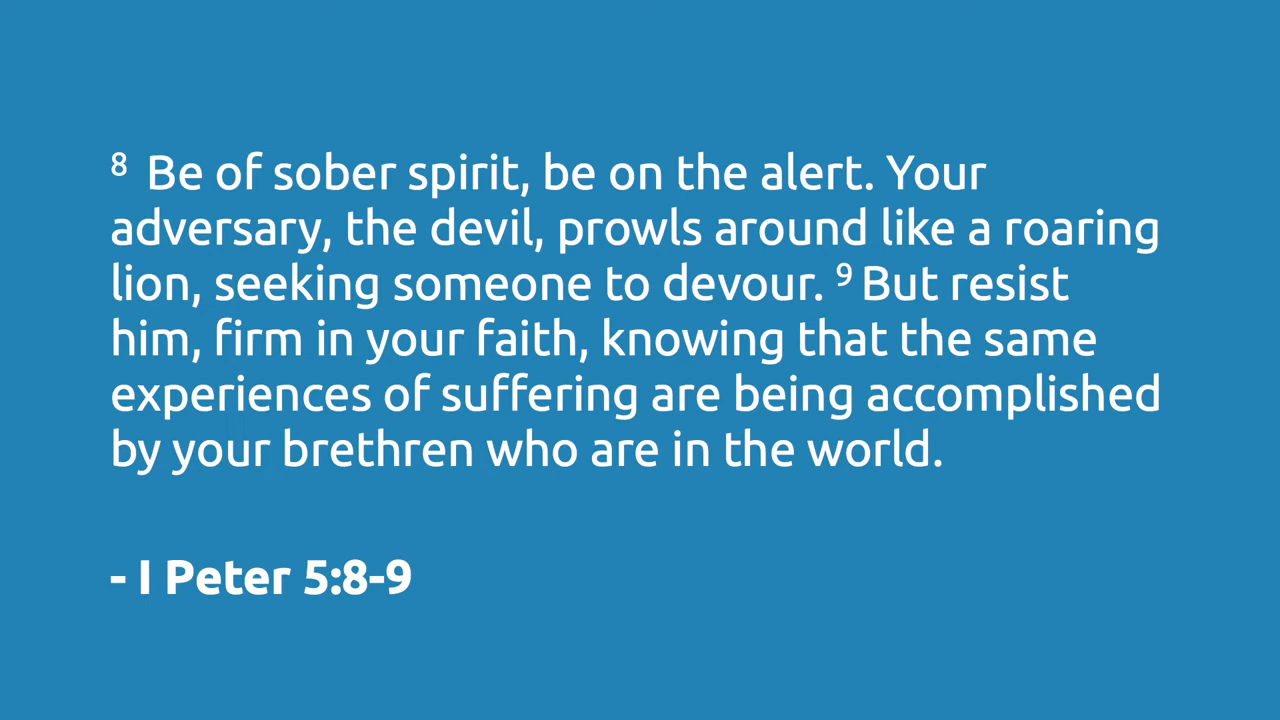 ⁸ Be of sober spirit, be on the alert. Your
adversary, the devil, prowls around like a roaring
lion, seeking someone to devour. ⁹ But resist
him, firm in your faith, knowing that the same
experiences of suffering are being accomplished
by your brethren who are in the world.
- I Peter 5:8-9